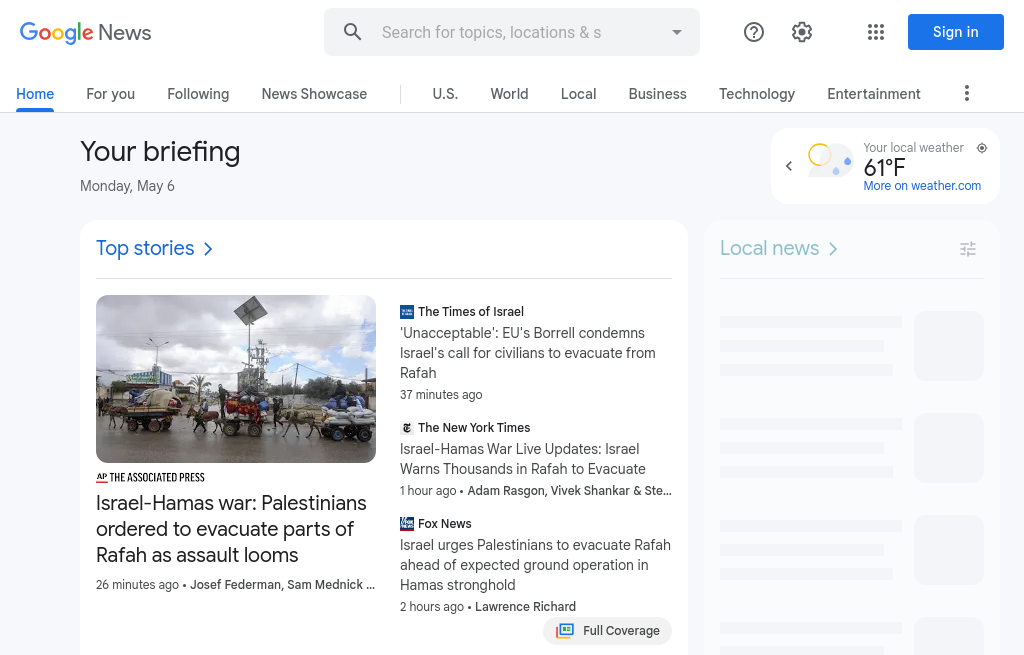 Google News
Search for topics, locations & s
Sign in
Home
For you
Following
News Showcase
U.S.
World
Local
Business
Technology
Entertainment
Your briefing
Monday, May 6
Your local weather
61°F
More on weather.com
Top stories
THE ASSOCIATED PRESS
AP
Israel-Hamas war: Palestinians
ordered to evacuate parts of
Rafah as assault looms
26 minutes ago • Josef Federman, Sam Mednick ...
The Times of Israel
'Unacceptable': EU's Borrell condemns
Israel's call for civilians to evacuate from
Rafah
37 minutes ago
The New York Times
Israel-Hamas War Live Updates: Israel
Warns Thousands in Rafah to Evacuate
1 hour ago • Adam Rasgon, Vivek Shankar & Ste...
Fox News
Israel urges Palestinians to evacuate Rafah
ahead of expected ground operation in
Hamas stronghold
2 hours ago • Lawrence Richard
Full Coverage
Local news